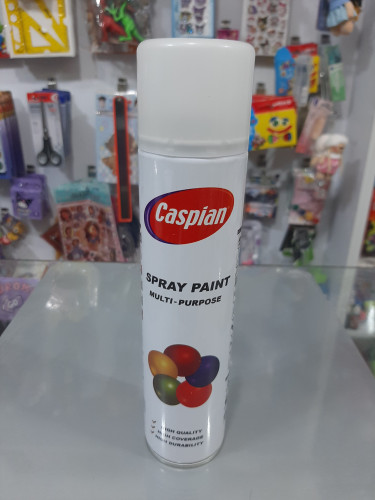 Caspian
SPRAY PAINT
MULTI-PURPOSE
✓ HIGH QUALITY
✓ HIGH COVERAGE
✓ HIGH DURABILITY